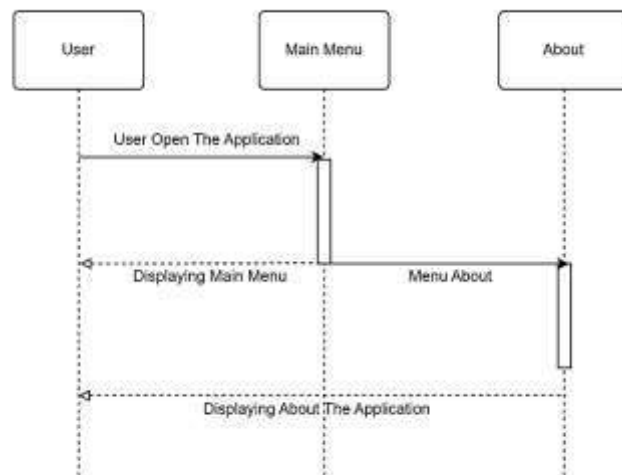 User
Main Menu
About
User Open The Application
Displaying Main Menu
Menu About
Displaying About The Application